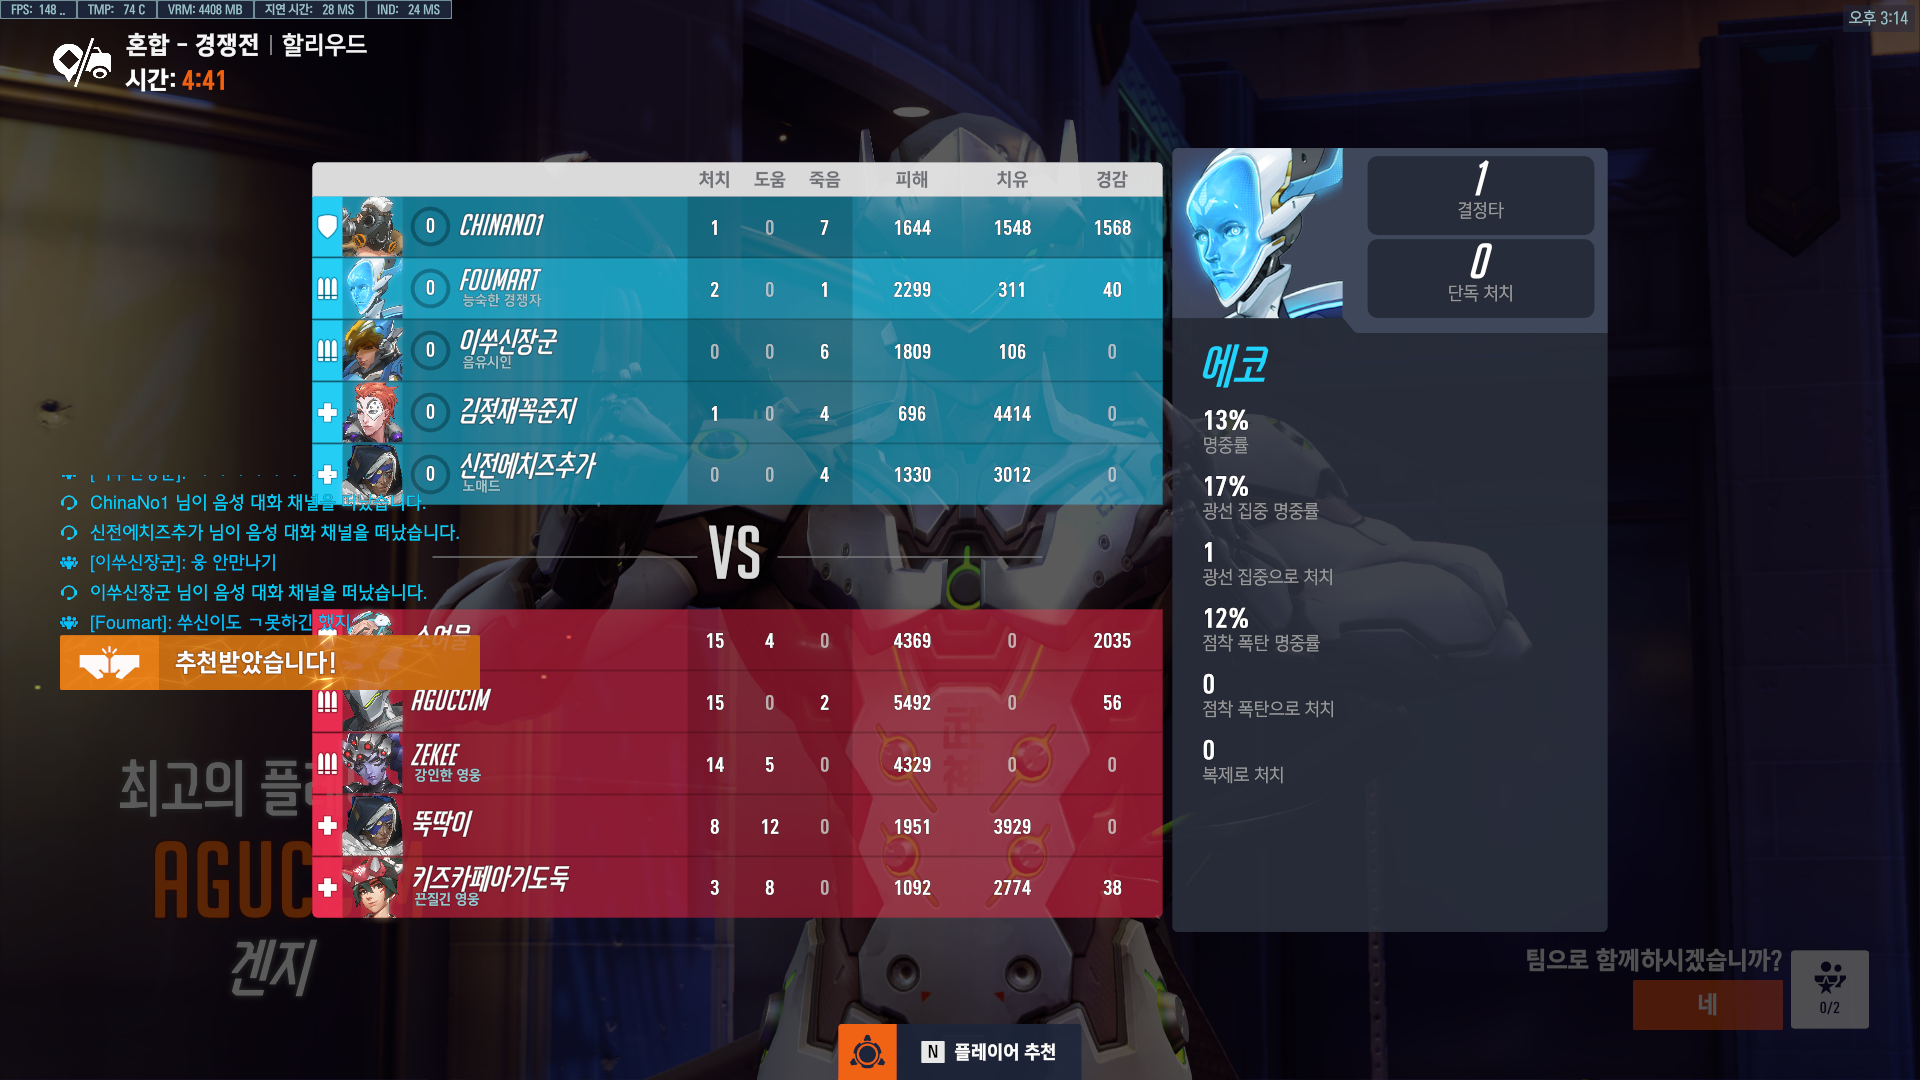 FPS: 148 ..
TMP: 74 C
VRM: 4408 MB
지연 시간: 28 MS
IND: 24 MS
오후 3:14
혼합 - 경쟁전 | 할리우드
시간: 4:41
처치 도움 죽음 피해 치유 경감
0 CHINANO1 1 0 7 1644 1548 1568
0 FOUMART 2 0 1 2299 311 40
능숙한 경쟁자
0 이쑤신장군 0 0 6 1809 106 0
음유시인
0 김젖재꼭준지 1 0 4 696 4414 0
0 신전에치즈추가 0 0 4 1330 3012 0
노매드
ChinaNo1 님이 음성 대화 채널을 떠났습니다.
신전에치즈추가 님이 음성 대화 채널을 떠났습니다.
[이쑤신장군]: 웅 안만나기
이쑤신장군 님이 음성 대화 채널을 떠났습니다.
[Foumart]: 쑤신이도 ㄱ못하긴 했지
추천받았습니다!
VS
15 4 0 4369 0 2035
AGUCCIM 15 0 2 5492 0 56
ZEKEE 14 5 0 4329 0 0
강인한 영웅
뚝딱이 8 12 0 1951 3929 0
키즈카페아기도둑 3 8 0 1092 2774 38
끈질긴 영웅
1
결정타
0
단독 처치
에코
13%
명중률
17%
광선 집중 명중률
1
광선 집중으로 처치
12%
점착 폭탄 명중률
0
점착 폭탄으로 처치
0
복제로 처치
최고의 플
AGUC
겐지
팀으로 함께하시겠습니까?
네
0/2
N 플레이어 추천